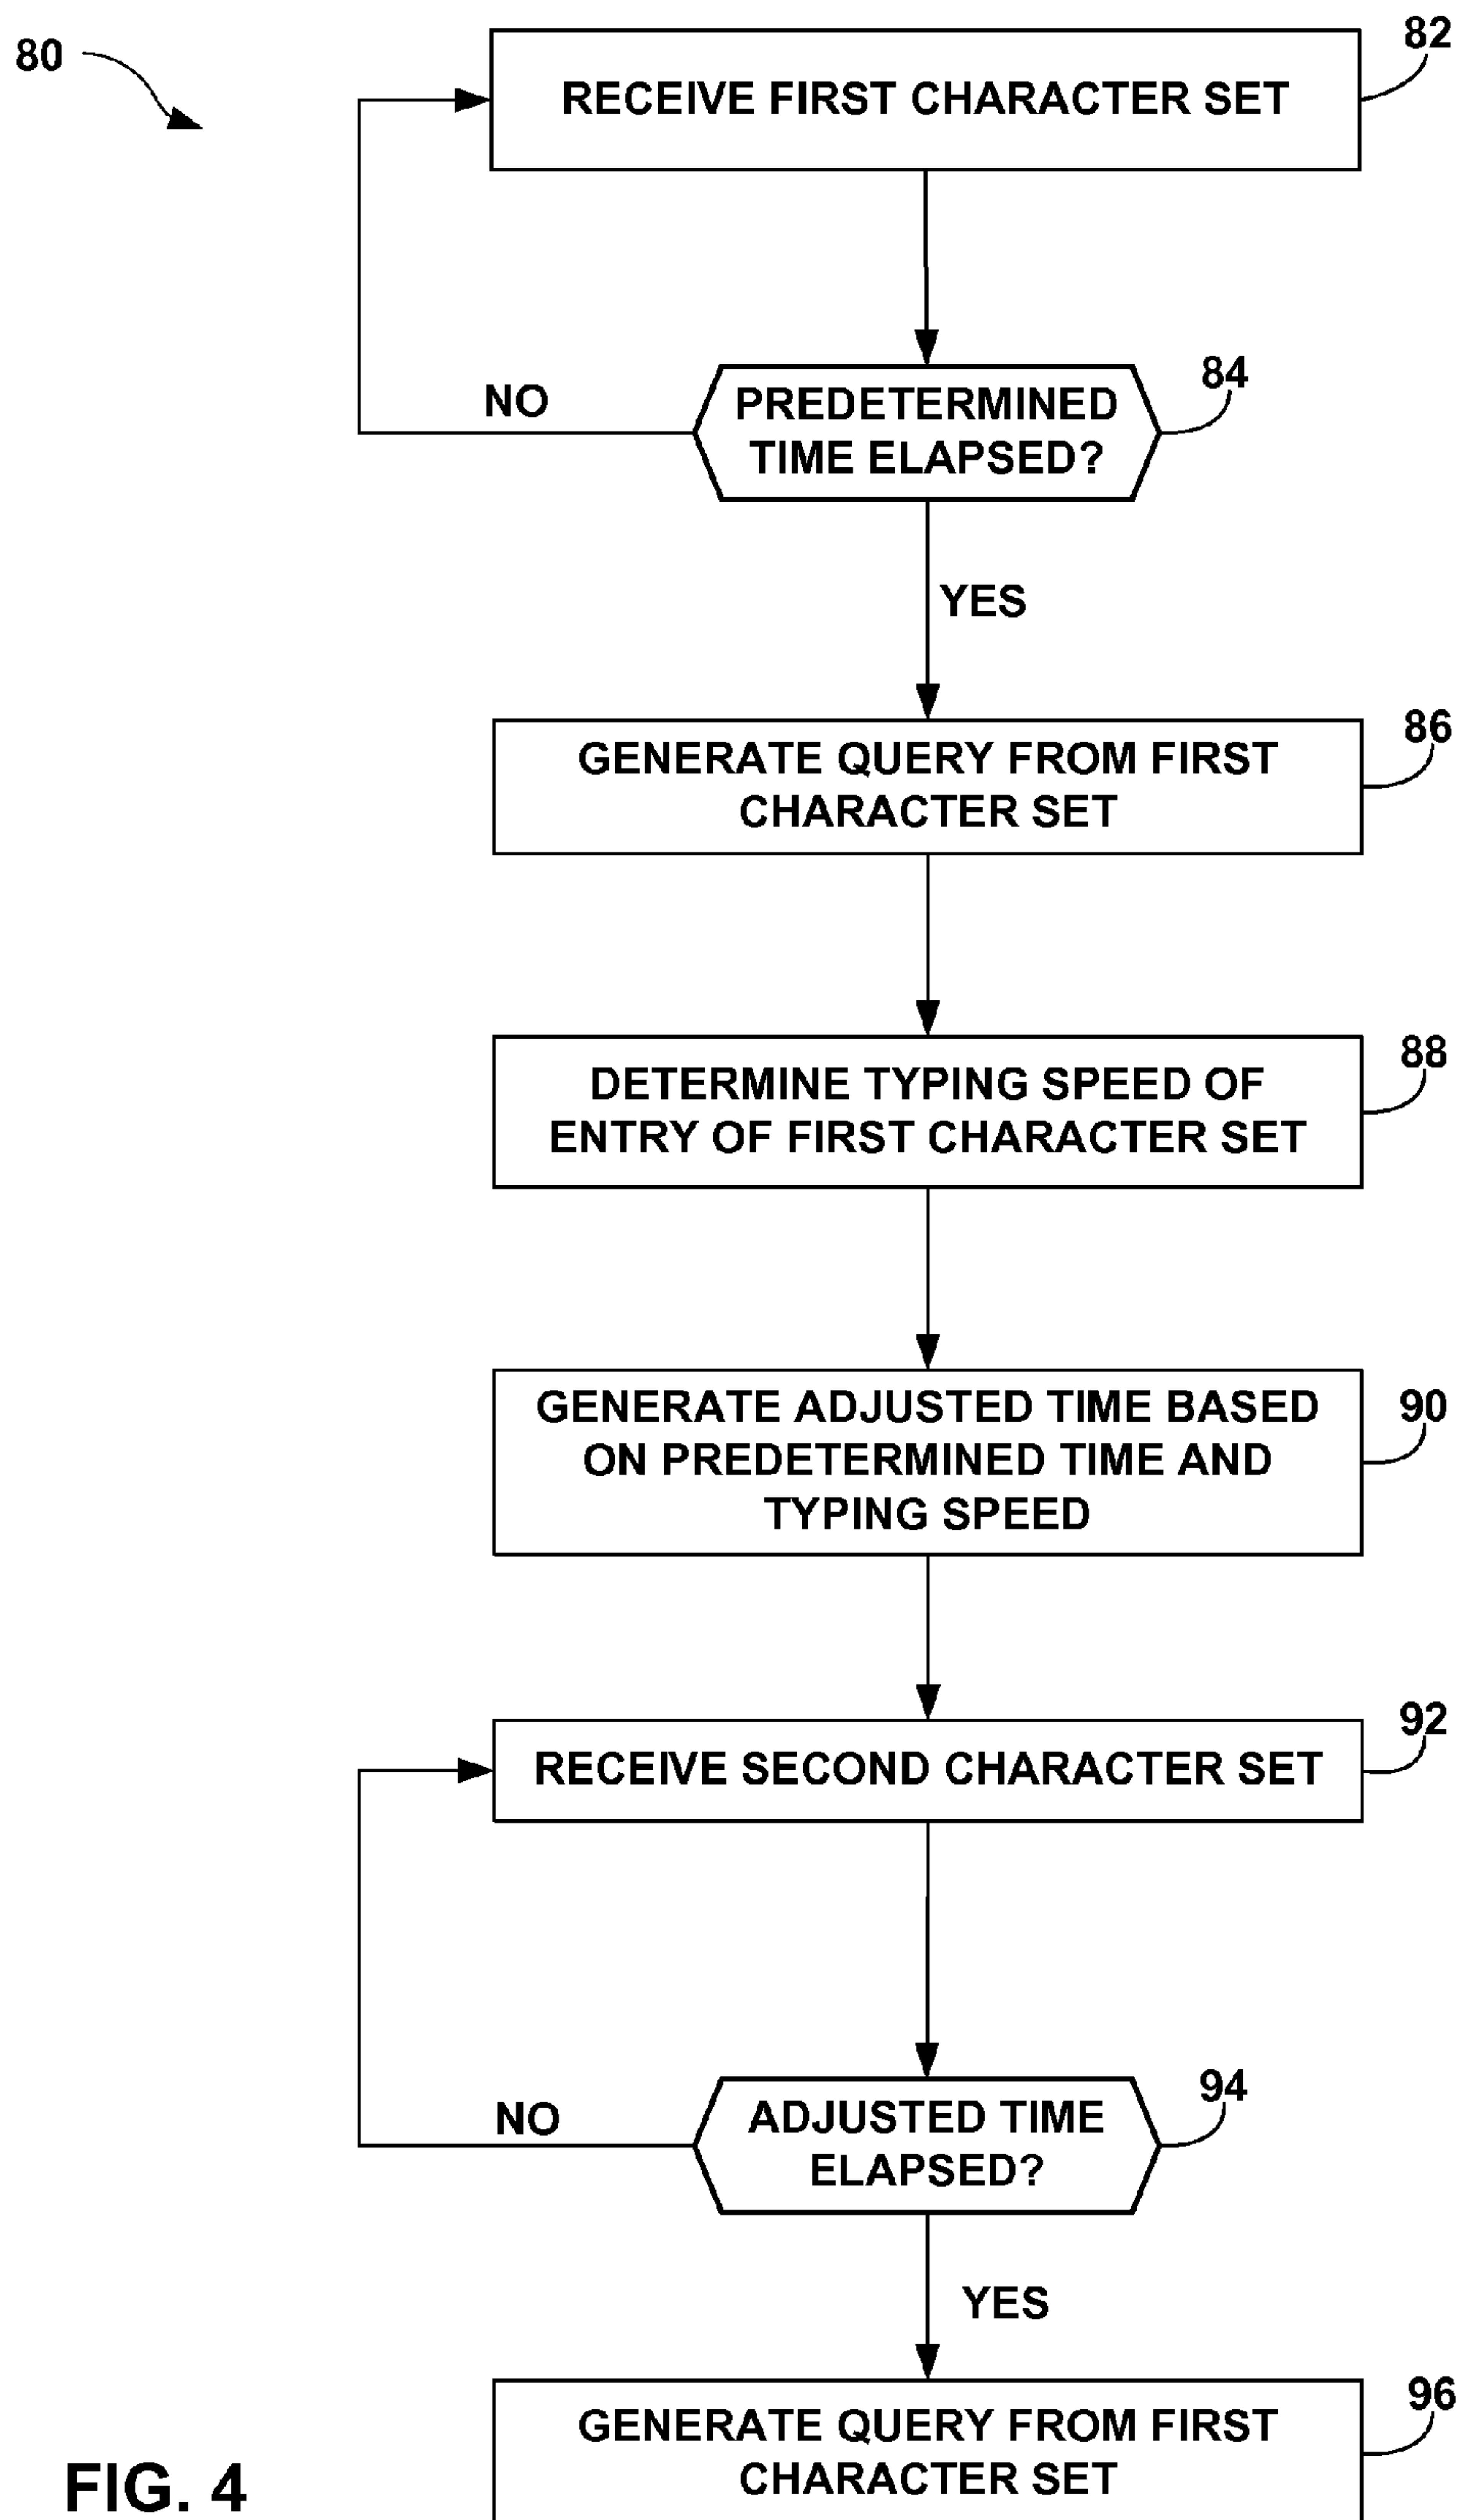 80
82
RECEIVE FIRST CHARACTER SET
84
NO
PREDETERMINED
TIME ELAPSED?
YES
86
GENERATE QUERY FROM FIRST
CHARACTER SET
88
DETERMINE TYPING SPEED OF
ENTRY OF FIRST CHARACTER SET
90
GENERATE ADJUSTED TIME BASED
ON PREDETERMINED TIME AND
TYPING SPEED
92
RECEIVE SECOND CHARACTER SET
94
NO
ADJUSTED TIME
ELAPSED?
YES
96
GENERATE QUERY FROM FIRST
CHARACTER SET
FIG. 4